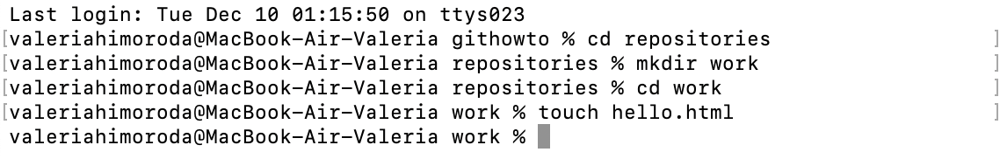 Last login: Tue Dec 10 01:15:50 on ttys023
[valeriahimoroda@MacBook-Air-Valeria githowto % cd repositories ]
[valeriahimoroda@MacBook-Air-Valeria repositories % mkdir work ]
[valeriahimoroda@MacBook-Air-Valeria repositories % cd work ]
[valeriahimoroda@MacBook-Air-Valeria work % touch hello.html ]
valeriahimoroda@MacBook-Air-Valeria work %